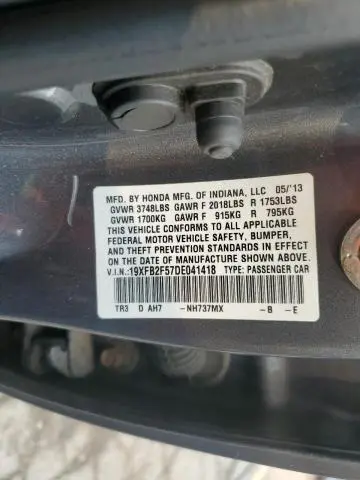 MFD. BY HONDA MFG. OF INDIANA, LLC 05/'13
GVWR 3748LBS GAWR F 2018LBS R 1753LBS
GVWR 1700KG GAWR F 915KG R 795KG
THIS VEHICLE CONFORMS TO ALL APPLICABLE
FEDERAL MOTOR VEHICLE SAFETY, BUMPER,
AND THEFT PREVENTION STANDARDS IN EFFECT
ON THE DATE OF MANUFACTURE SHOWN ABOVE.
V.I.N.:19XFB2F57DE041418 TYPE: PASSENGER CAR
TR3 D AH7 -NH737MX -B -E